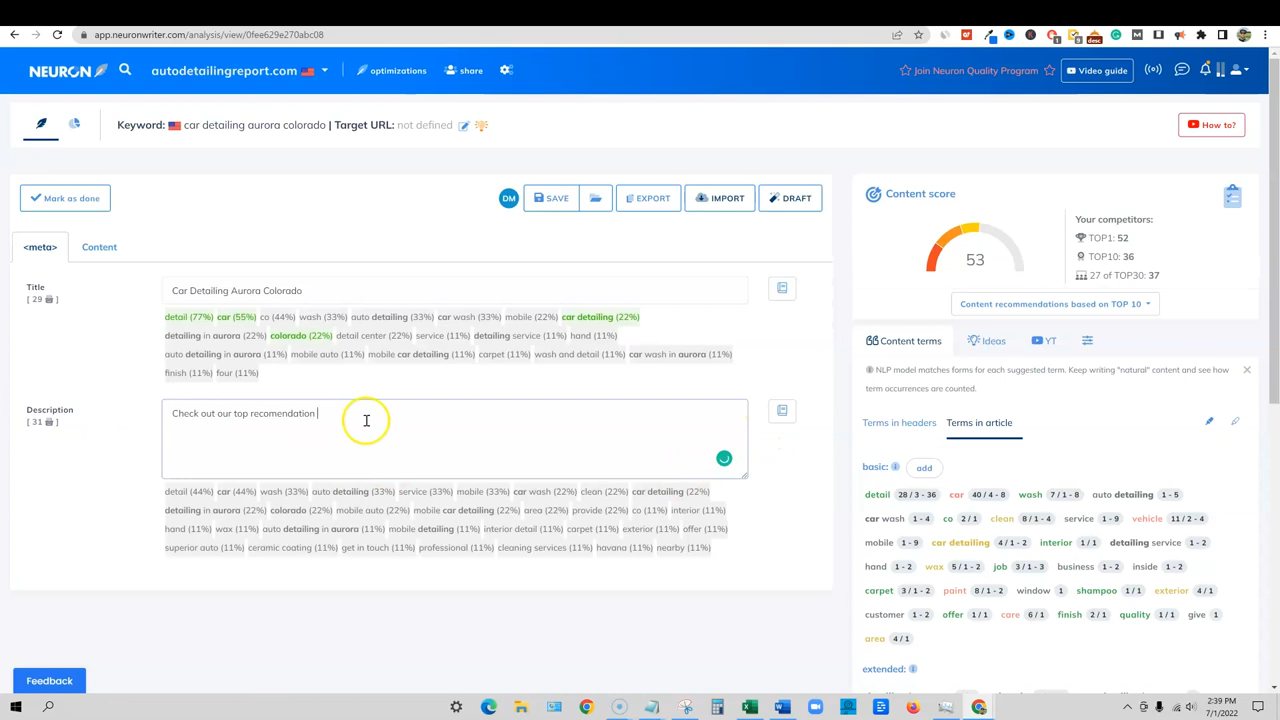 app.neuronwriter.com/analysis/view/0fee629c270abc08
NEURON autodetailingreport.com optimizations share Join Neuron Quality Program Video guide
Keyword: car detailing aurora colorado | Target URL: not defined How to?
Mark as done DM SAVE EXPORT IMPORT DRAFT
<meta> Content
Title
[ 29 ]
Car Detailing Aurora Colorado
detail (77%) car (55%) co (44%) wash (33%) auto detailing (33%) car wash (33%) mobile (22%) car detailing (22%)
detailing in aurora (22%) colorado (22%) detail center (22%) service (11%) detailing service (11%) hand (11%)
auto detailing in aurora (11%) mobile auto (11%) mobile car detailing (11%) carpet (11%) wash and detail (11%) car wash in aurora (11%)
finish (11%) four (11%)
Description
[ 31 ]
Check out our top recomendation
detail (44%) car (44%) wash (33%) auto detailing (33%) service (33%) mobile (33%) car wash (22%) clean (22%) car detailing (22%)
detailing in aurora (22%) colorado (22%) mobile auto (22%) mobile car detailing (22%) area (22%) provide (22%) co (11%) interior (11%)
hand (11%) wax (11%) auto detailing in aurora (11%) mobile detailing (11%) interior detail (11%) carpet (11%) exterior (11%) offer (11%)
superior auto (11%) ceramic coating (11%) get in touch (11%) professional (11%) cleaning services (11%) havana (11%) nearby (11%)
Feedback
Content score
53
Your competitors:
TOP1: 52
TOP10: 36
27 of TOP30: 37
Content recommendations based on TOP 10
Content terms Ideas YT
NLP model matches forms for each suggested term. Keep writing "natural" content and see how
term occurrences are counted.
Terms in headers Terms in article
basic: add
detail 28 / 3 - 36 car 40 / 4 - 8 wash 7 / 1 - 8 auto detailing 1 - 5
car wash 1 - 4 co 2 / 1 clean 8 / 1 - 4 service 1 - 9 vehicle 11 / 2 - 4
mobile 1 - 9 car detailing 4 / 1 - 2 interior 1 / 1 detailing service 1 - 2
hand 1 - 2 wax 5 / 1 - 2 job 3 / 1 - 3 business 1 - 2 inside 1 - 2
carpet 3 / 1 - 2 paint 8 / 1 - 2 window 1 shampoo 1 / 1 exterior 4 / 1
customer 1 - 2 offer 1 / 1 care 6 / 1 finish 2 / 1 quality 1 / 1 give 1
area 4 / 1
extended:
2:39 PM
7/1/2022